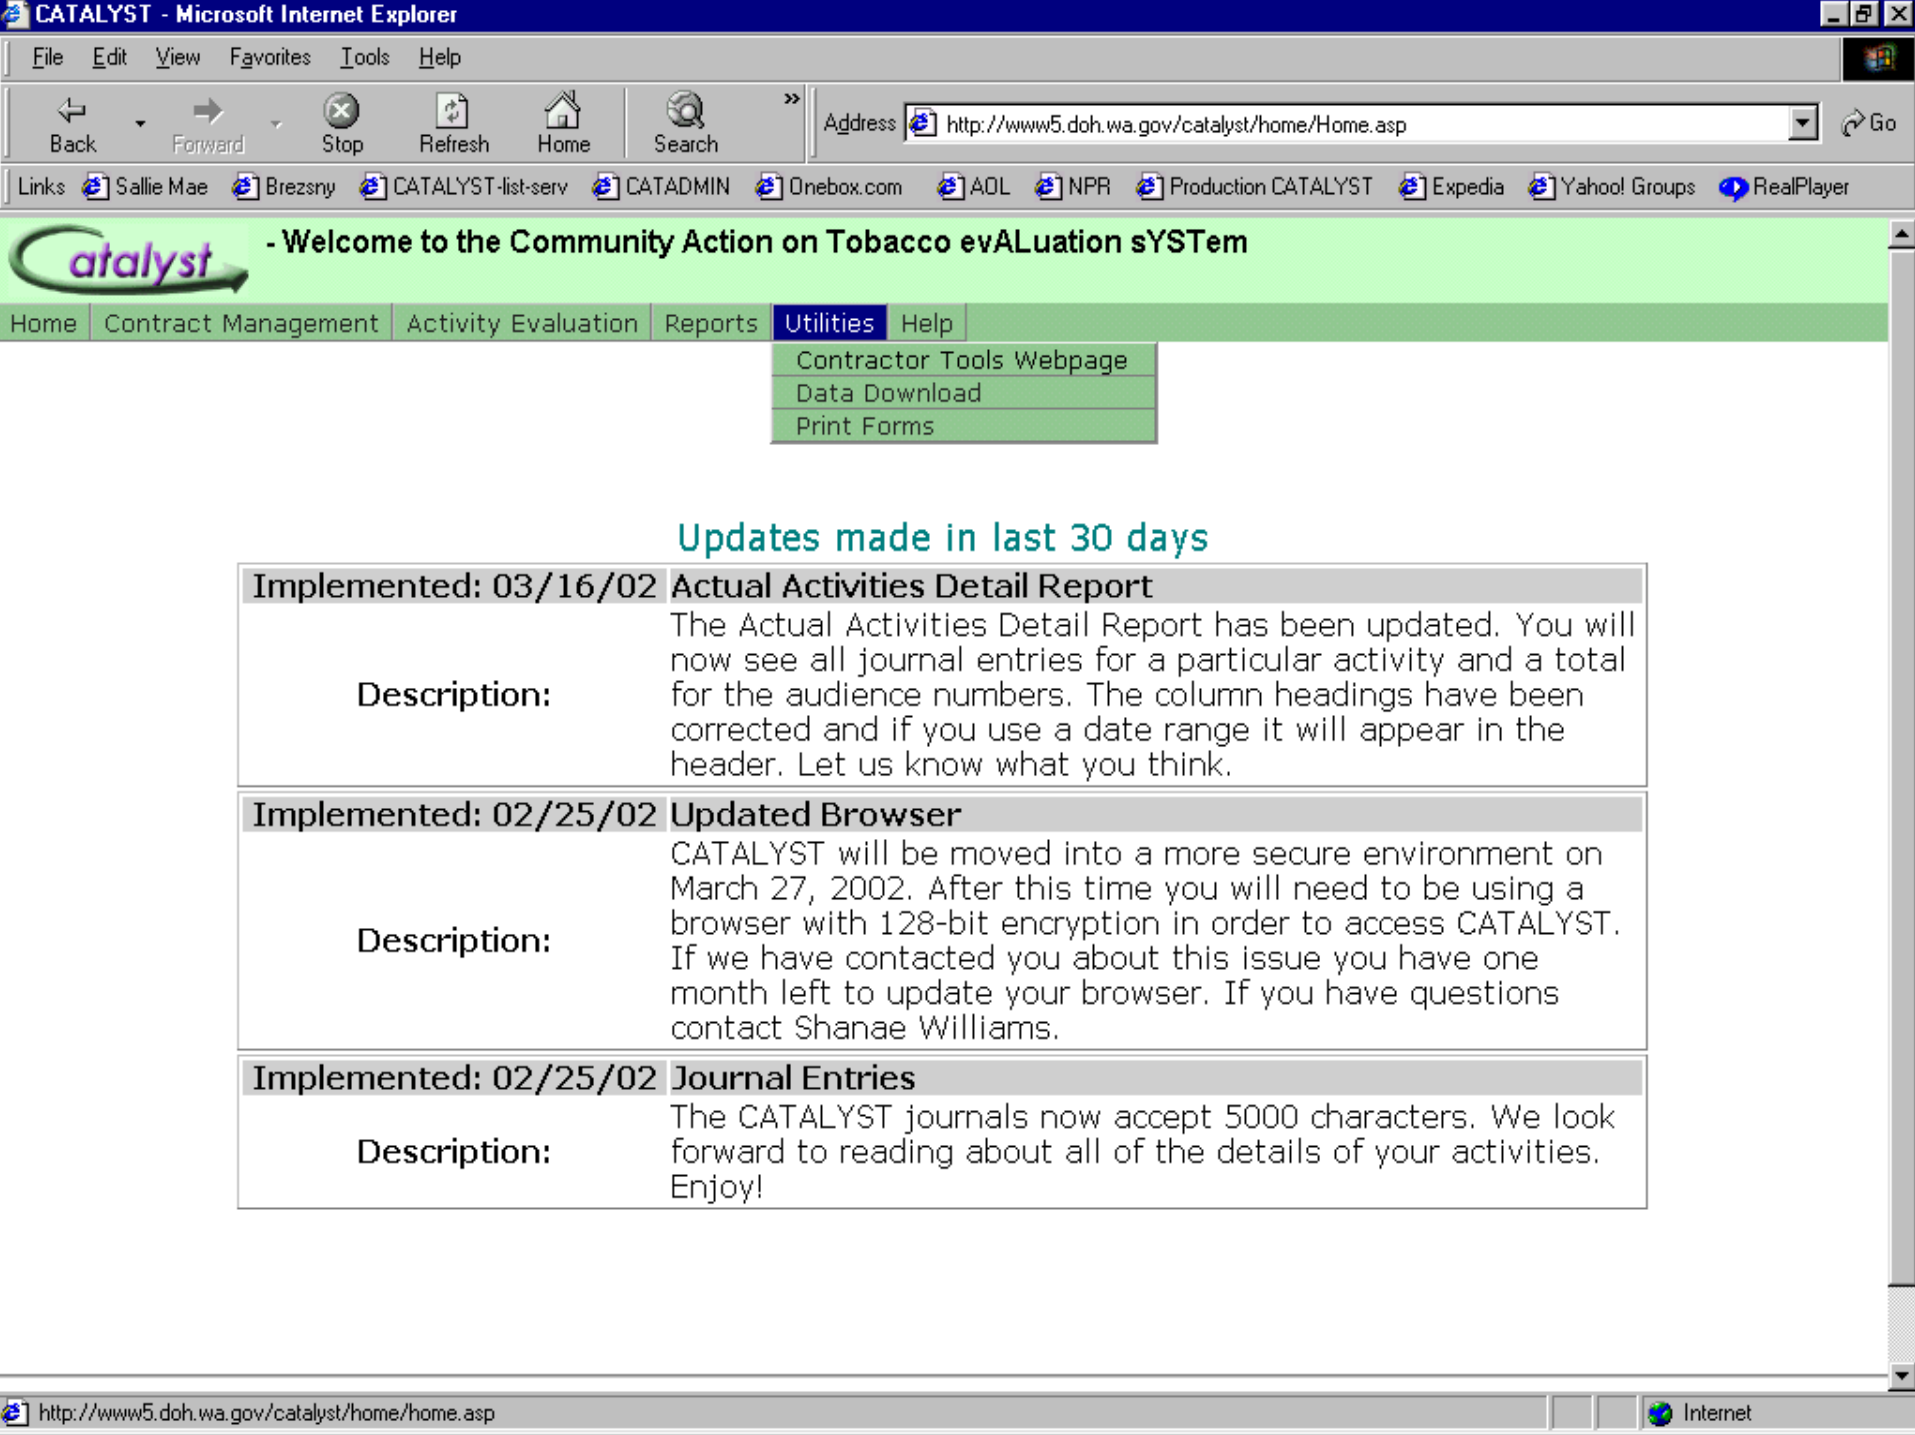 CATALYST - Microsoft Internet Explorer
File Edit View Favorites Tools Help
Back Forward Stop Refresh Home Search » Address http://www5.doh.wa.gov/catalyst/home/Home.asp Go
Links Sallie Mae Brezsny CATALYST-list-serv CATADMIN Onebox.com AOL NPR Production CATALYST Expedia Yahoo! Groups RealPlayer
Catalyst - Welcome to the Community Action on Tobacco evALuation sYSTem
Home Contract Management Activity Evaluation Reports Utilities Help
Contractor Tools Webpage
Data Download
Print Forms
Updates made in last 30 days
Implemented: 03/16/02 Actual Activities Detail Report
Description:
The Actual Activities Detail Report has been updated. You will
now see all journal entries for a particular activity and a total
for the audience numbers. The column headings have been
corrected and if you use a date range it will appear in the
header. Let us know what you think.
Implemented: 02/25/02 Updated Browser
Description:
CATALYST will be moved into a more secure environment on
March 27, 2002. After this time you will need to be using a
browser with 128-bit encryption in order to access CATALYST.
If we have contacted you about this issue you have one
month left to update your browser. If you have questions
contact Shanae Williams.
Implemented: 02/25/02 Journal Entries
Description:
The CATALYST journals now accept 5000 characters. We look
forward to reading about all of the details of your activities.
Enjoy!
http://www5.doh.wa.gov/catalyst/home/home.asp Internet